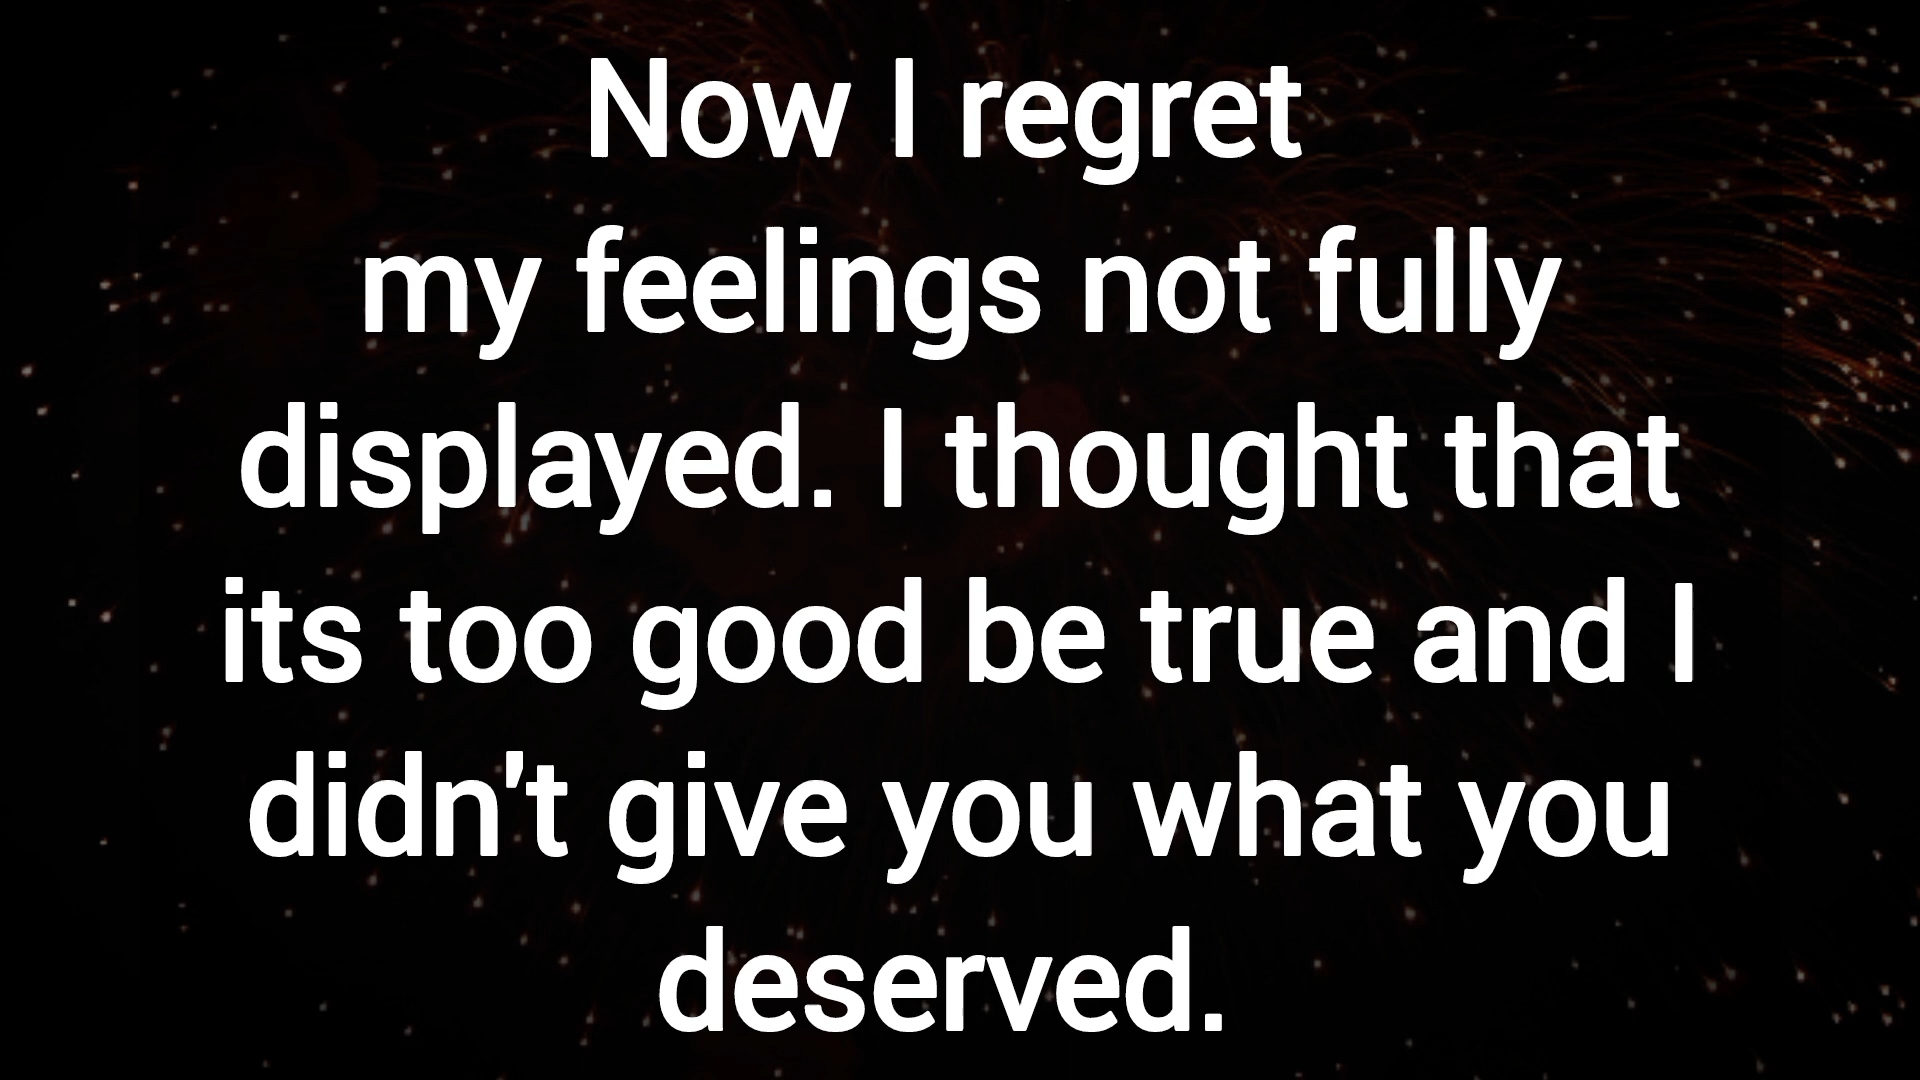 Now I regret
my feelings not fully
displayed. I thought that
its too good be true and I
didn't give you what you
deserved.